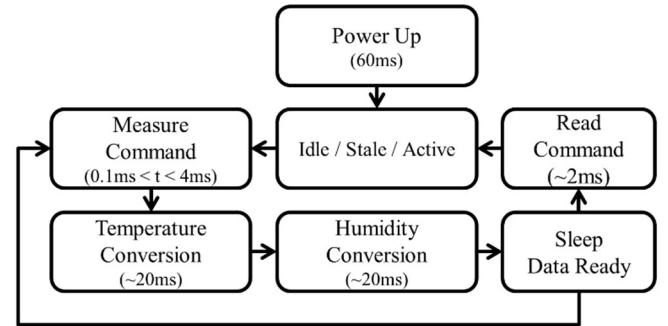 Power Up
(60ms)
Measure
Command
(0.1ms < t < 4ms)
Idle / Stale / Active
Read
Command
(~2ms)
Temperature
Conversion
(~20ms)
Humidity
Conversion
(~20ms)
Sleep
Data Ready